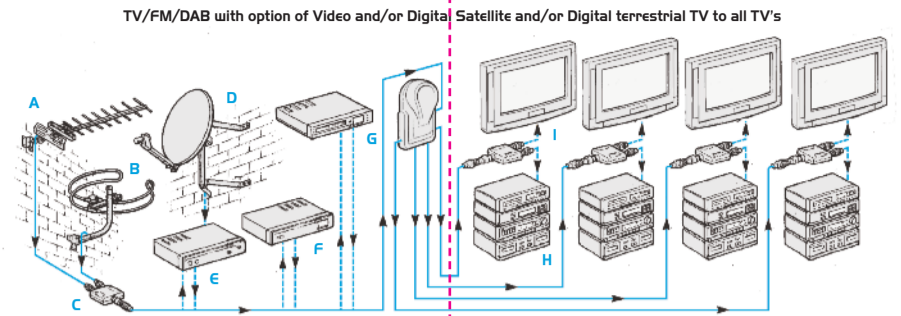 TV/FM/DAB with option of Video and/or Digital Satellite and/or Digital terrestrial TV to all TV's
A
B
C
D
E
F
G
H
I